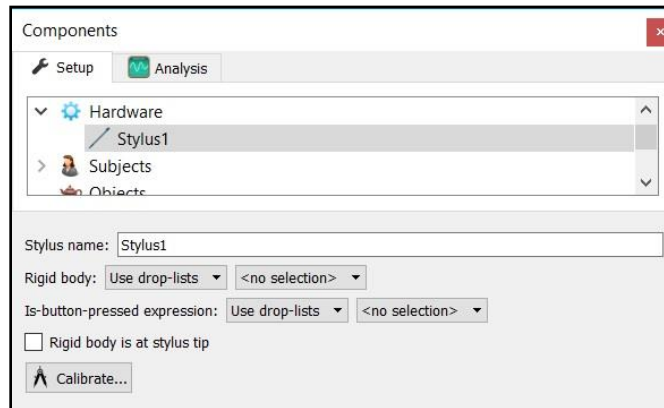 Components
Setup Analysis
Hardware
Stylus1
Subjects
Objects
Stylus name: Stylus1
Rigid body: Use drop-lists <no selection>
Is-button-pressed expression: Use drop-lists <no selection>
Rigid body is at stylus tip
Calibrate...